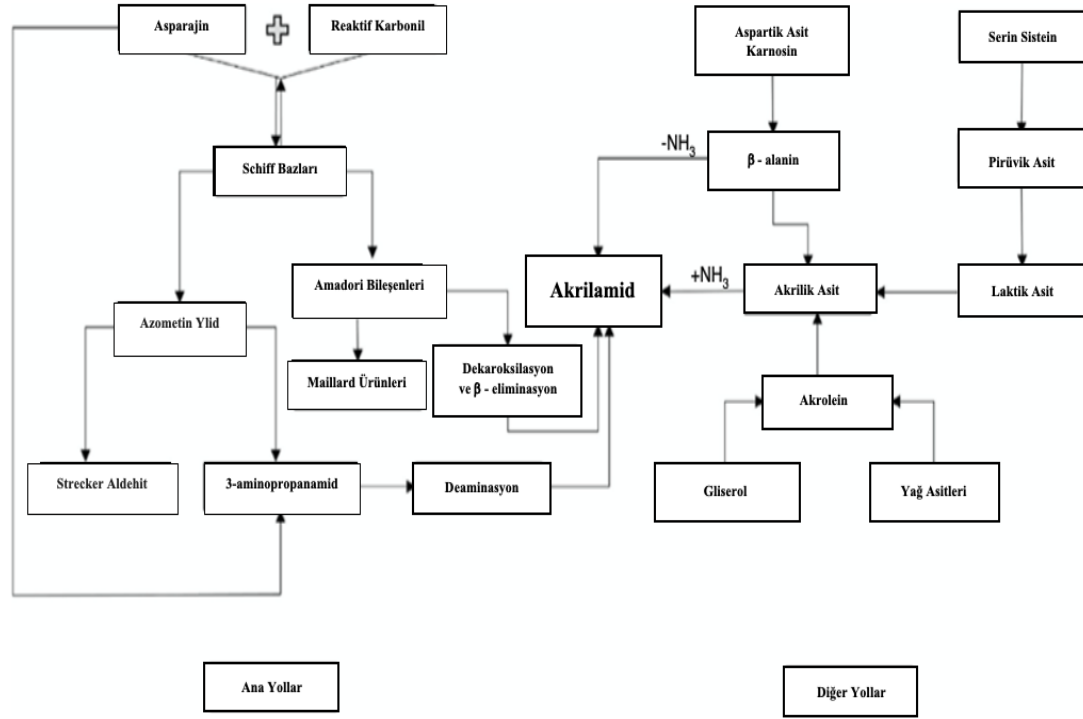 Asparajin
Reaktif Karbonil
Aspartik Asit
Karnosin
Serin Sistein
Schiff Bazları
-NH3
β - alanin
Pirüvik Asit
Amadori Bileşenleri
Akrilamid
+NH3
Akrilik Asit
Laktik Asit
Azometin Ylid
Maillard Ürünleri
Dekaroksilasyon
ve β - eliminasyon
Akrolein
Strecker Aldehit
3-aminopropanamid
Deaminasyon
Gliserol
Yağ Asitleri
Ana Yollar
Diğer Yollar